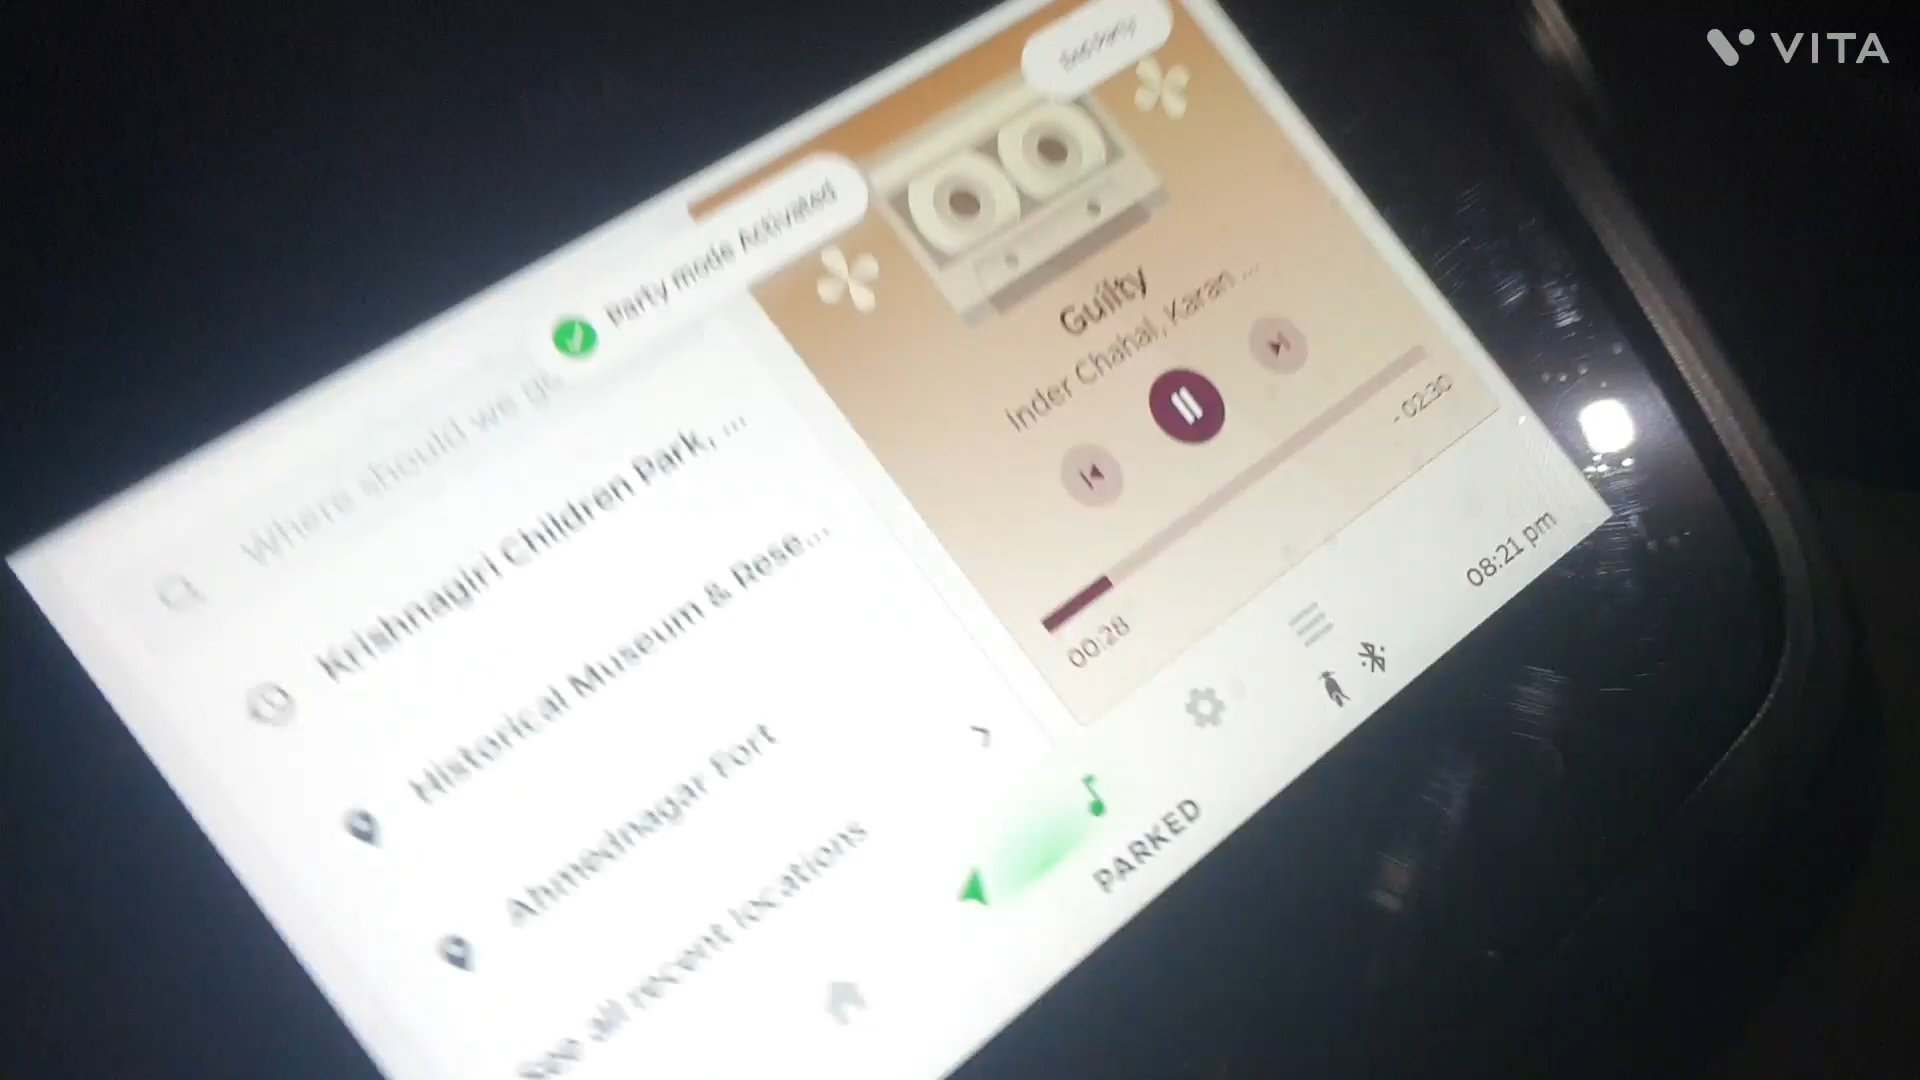 VITA
Party mode Activated
Where should we go
Krishnagiri Children Park, ...
Historical Museum & Rese...
Ahmednagar Fort
See all recent locations
Guilty
Inder Chahal, Karan ...
00:28
- 02:30
08:21 pm
PARKED